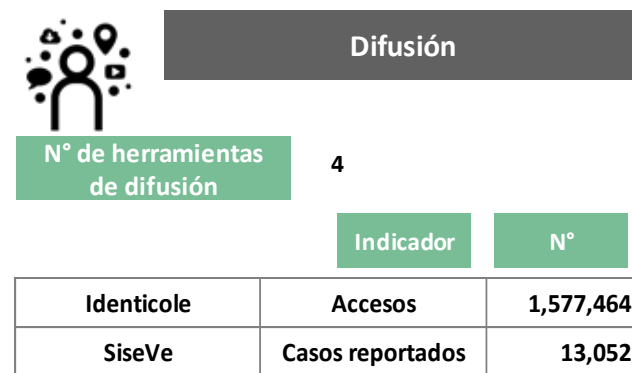 Difusión
N° de herramientas
de difusión
4
Indicador N°
Identicole Accesos 1,577,464
SiseVe Casos reportados 13,052